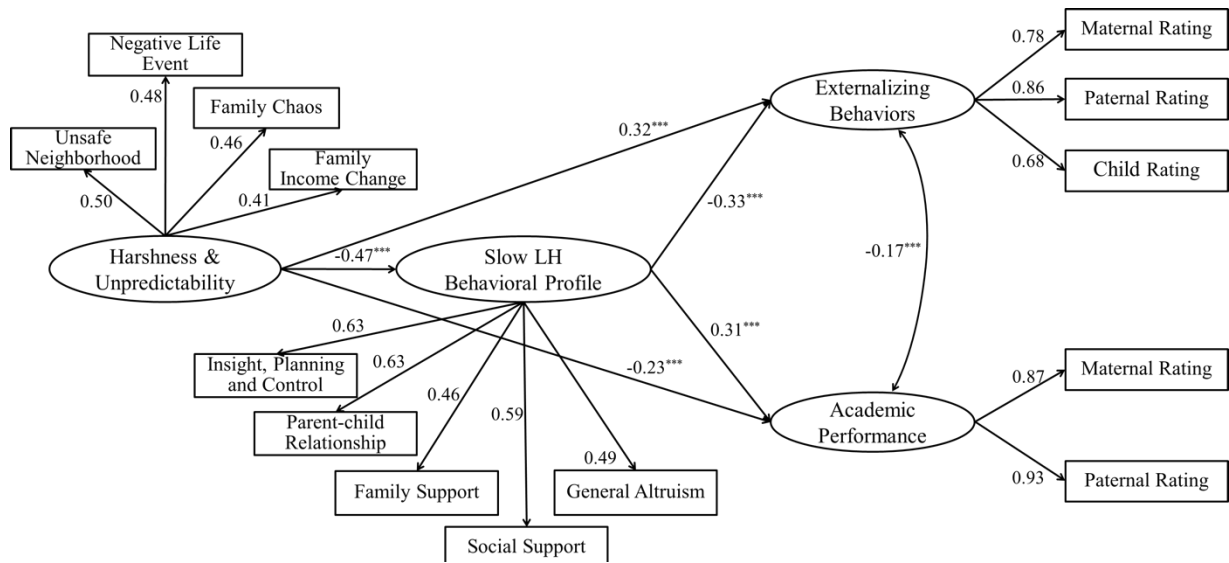 Negative Life
Event
0.48
Family Chaos
0.46
Unsafe
Neighborhood
0.50
Family
Income Change
0.41
Harshness &
Unpredictability
-0.47***
Slow LH
Behavioral Profile
0.32***
-0.33***
0.31***
-0.23***
-0.17***
Externalizing
Behaviors
0.78
Maternal Rating
0.86
Paternal Rating
0.68
Child Rating
0.63
Insight, Planning
and Control
0.63
Parent-child
Relationship
0.46
Family Support
0.59
Social Support
0.49
General Altruism
Academic
Performance
0.87
Maternal Rating
0.93
Paternal Rating